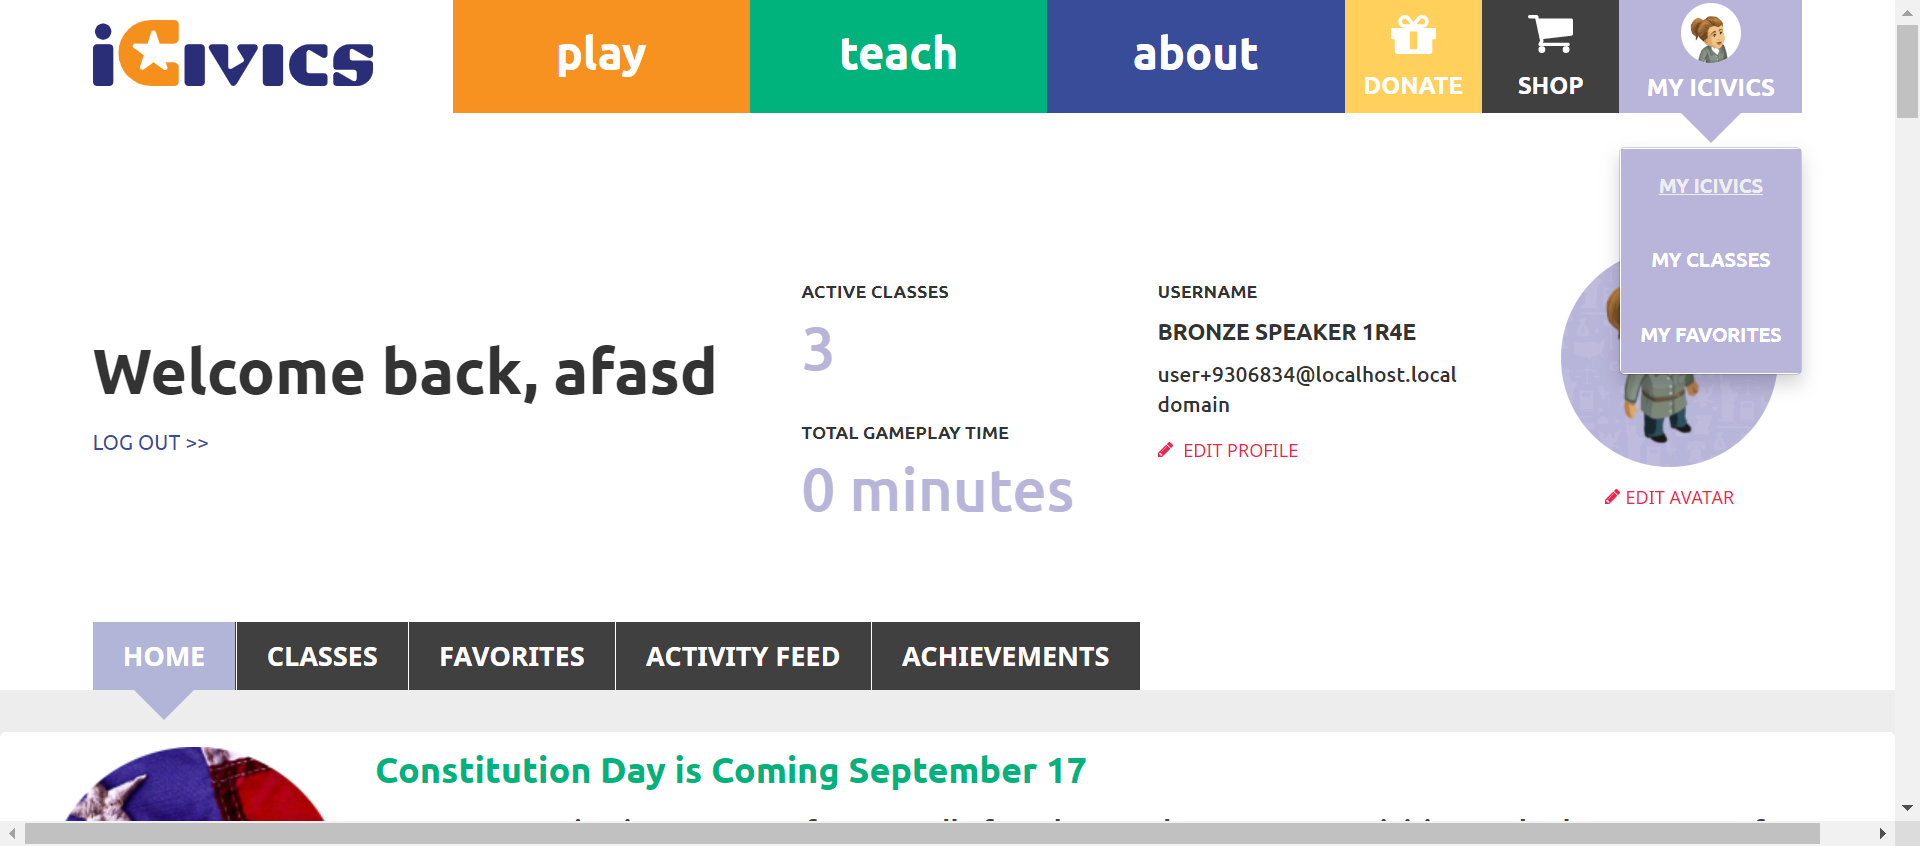 iCivics
play
teach
about
DONATE
SHOP
MY ICIVICS
MY ICIVICS
MY CLASSES
MY FAVORITES
Welcome back, afasd
LOG OUT >>
ACTIVE CLASSES
3
TOTAL GAMEPLAY TIME
0 minutes
USERNAME
BRONZE SPEAKER 1R4E
user+9306834@localhost.local
domain
EDIT PROFILE
EDIT AVATAR
HOME
CLASSES
FAVORITES
ACTIVITY FEED
ACHIEVEMENTS
Constitution Day is Coming September 17